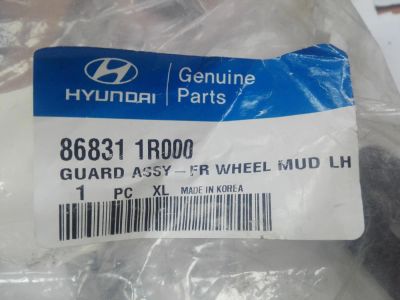 HYUNDAI
Genuine
Parts
86831 1R000
GUARD ASSY-FR WHEEL MUD LH
1 PC XL MADE IN KOREA